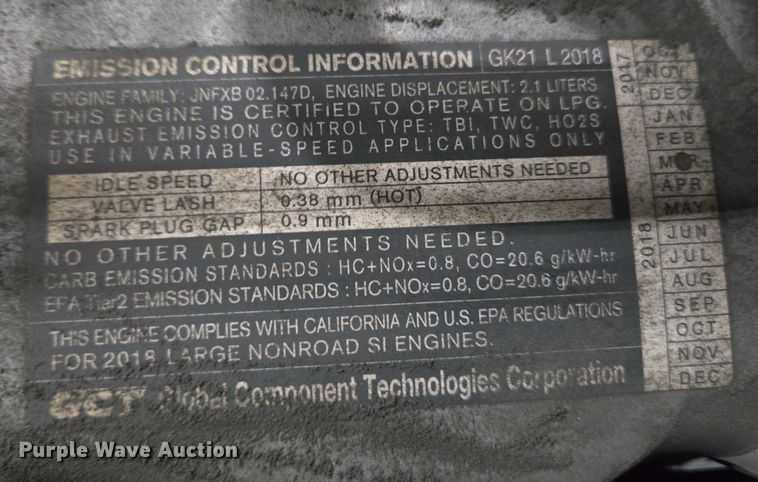 EMISSION CONTROL INFORMATION GK21 L 2018
ENGINE FAMILY: JNFXB 02.147D, ENGINE DISPLACEMENT: 2.1 LITERS
THIS ENGINE IS CERTIFIED TO OPERATE ON LPG.
EXHAUST EMISSION CONTROL TYPE: TBI, TWC, HO2S
USE IN VARIABLE-SPEED APPLICATIONS ONLY
IDLE SPEED NO OTHER ADJUSTMENTS NEEDED
VALVE LASH 0.38 mm (HOT)
SPARK PLUG GAP 0.9 mm
NO OTHER ADJUSTMENTS NEEDED.
CARB EMISSION STANDARDS : HC+NOx=0.8, CO=20.6 g/kW-hr
EPA Tier2 EMISSION STANDARDS : HC+NOx=0.8, CO=20.6 g/kW-hr
THIS ENGINE COMPLIES WITH CALIFORNIA AND U.S. EPA REGULATIONS
FOR 2018 LARGE NONROAD SI ENGINES.
GCT Global Component Technologies Corporation
2017
OCT
NOV
DEC
2018
JAN
FEB
MAR
APR
MAY
JUN
JUL
AUG
SEP
OCT
NOV
DEC
Purple Wave Auction